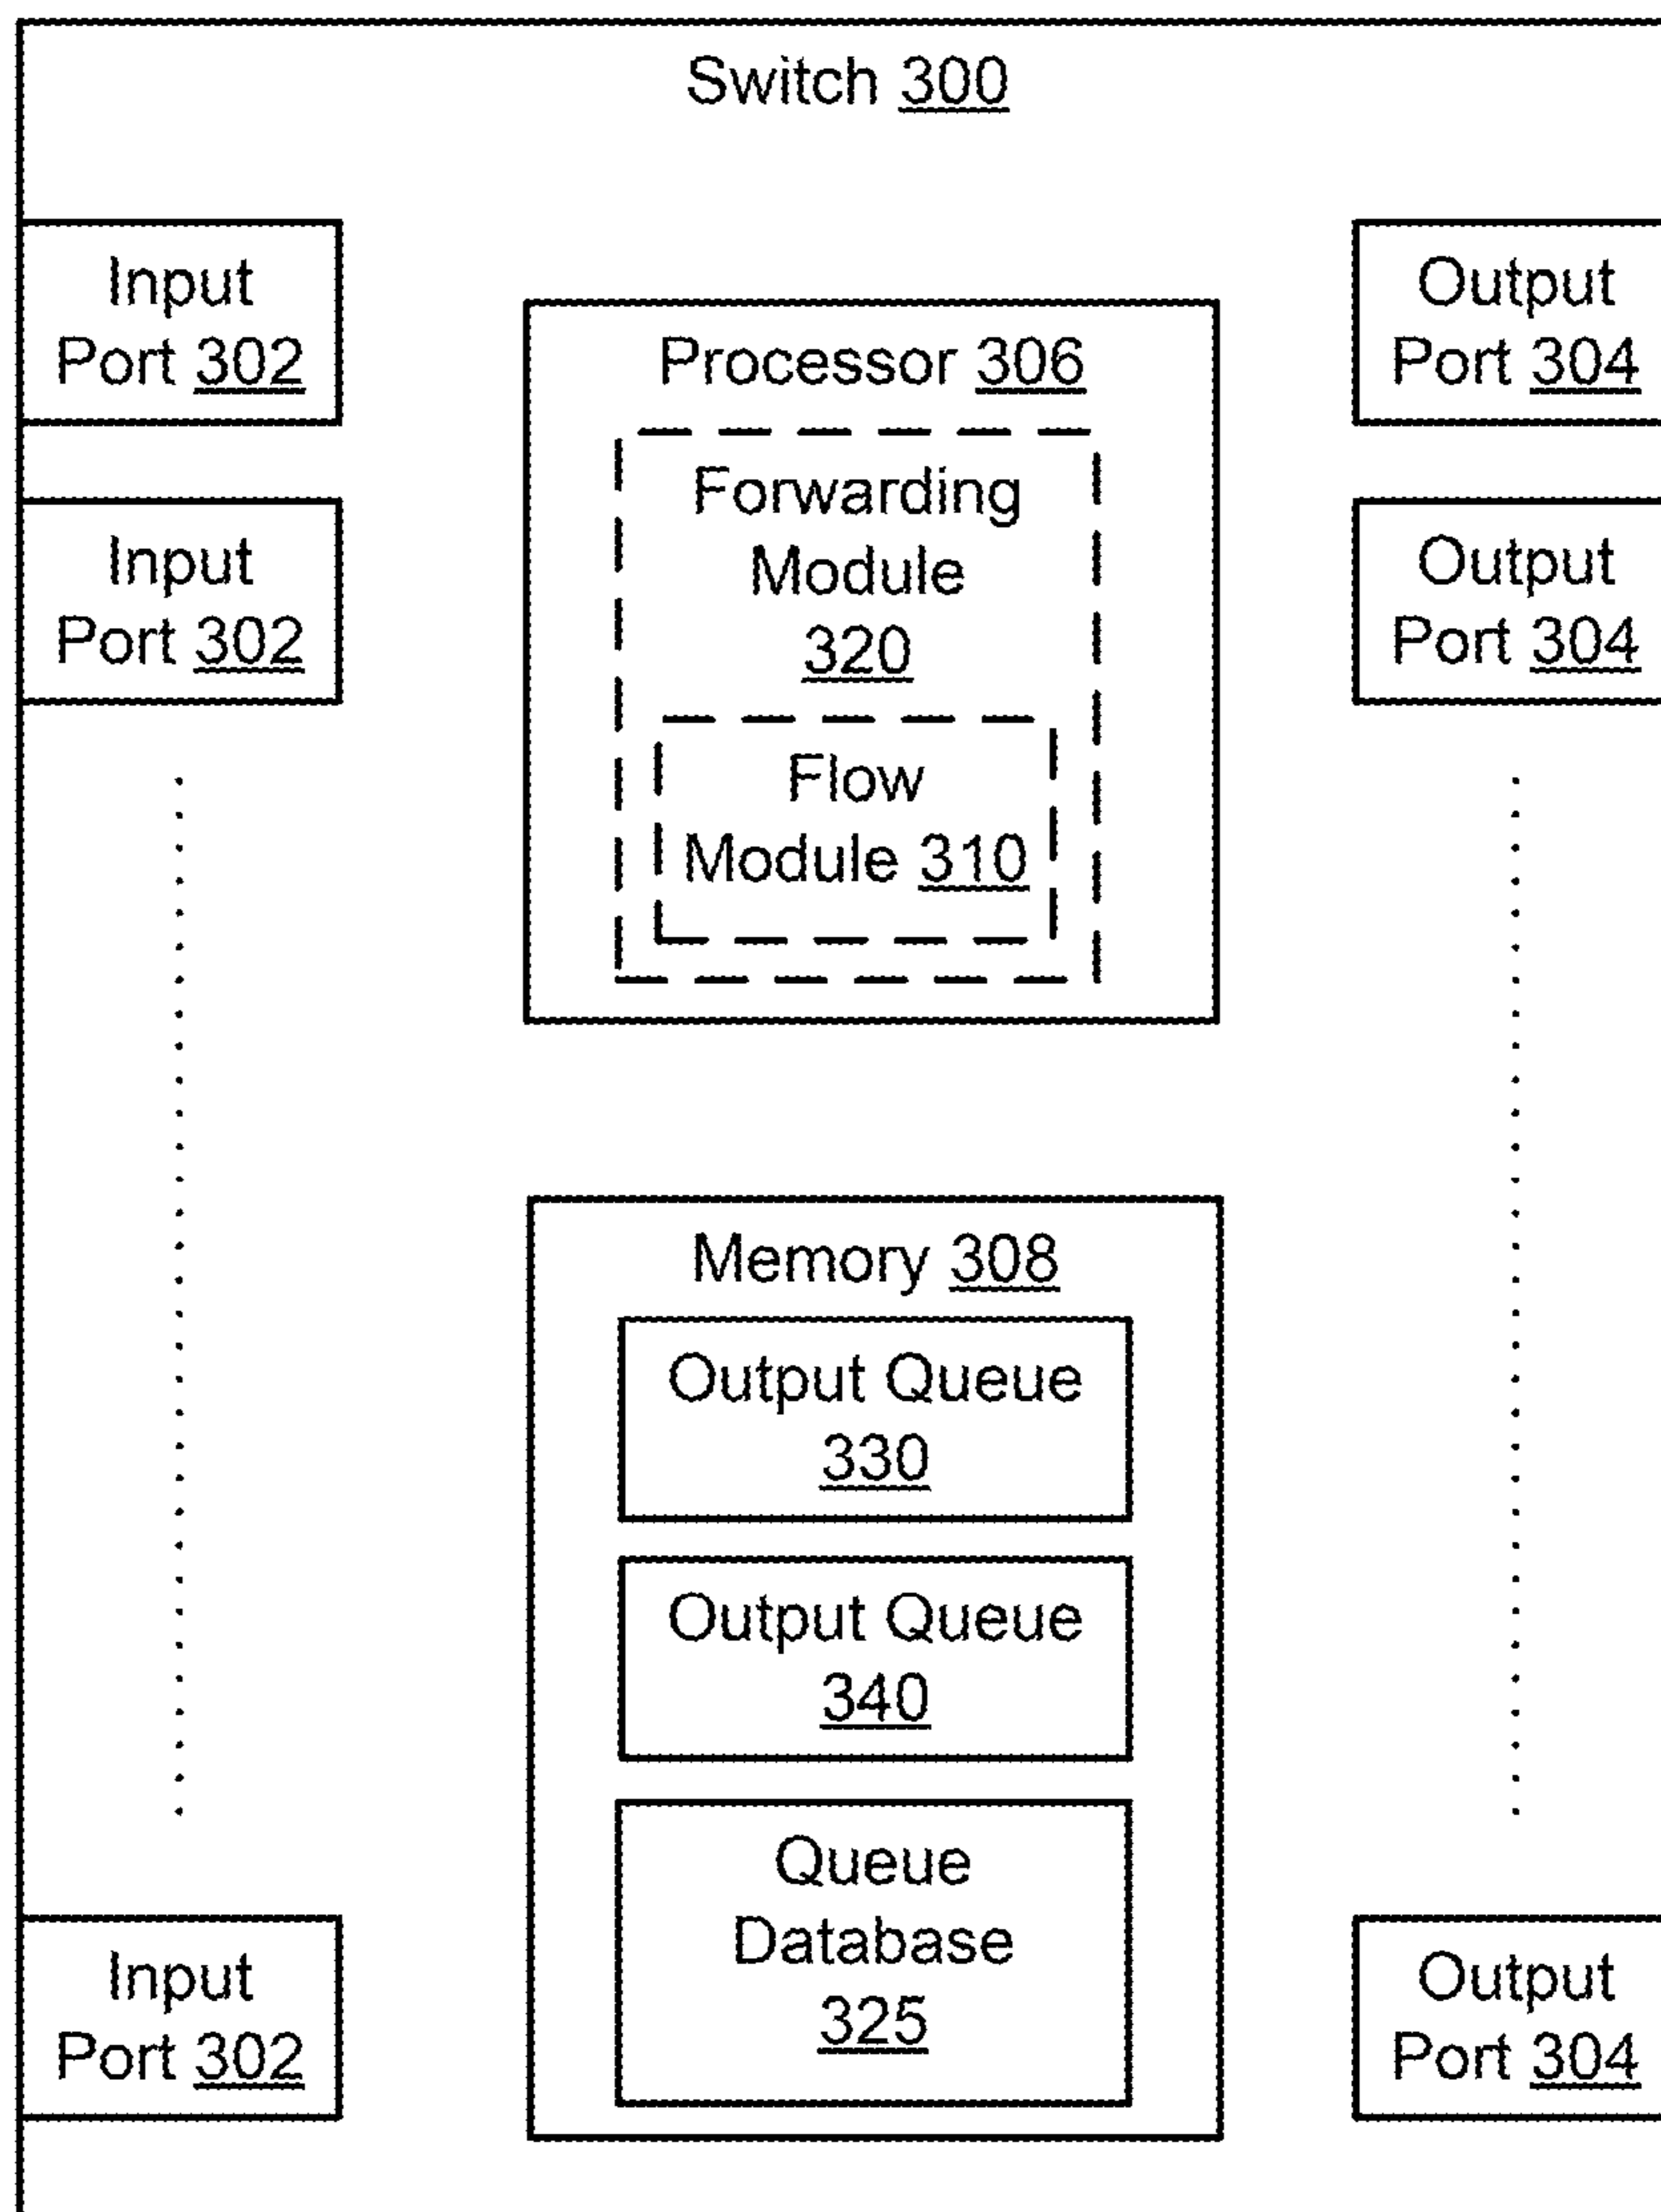 Switch 300
Input
Port 302
Input
Port 302
Input
Port 302
Processor 306
Forwarding
Module
320
Flow
Module 310
Memory 308
Output Queue
330
Output Queue
340
Queue
Database
325
Output
Port 304
Output
Port 304
Output
Port 304